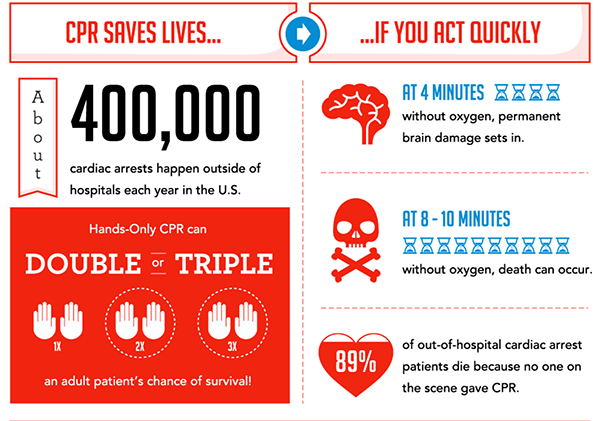 CPR SAVES LIVES...
...IF YOU ACT QUICKLY
About
400,000
cardiac arrests happen outside of
hospitals each year in the U.S.
Hands-Only CPR can
DOUBLE or TRIPLE
1X 2X 3X
an adult patient's chance of survival!
AT 4 MINUTES
without oxygen, permanent
brain damage sets in.
AT 8 - 10 MINUTES
without oxygen, death can occur.
89%
of out-of-hospital cardiac arrest
patients die because no one on
the scene gave CPR.